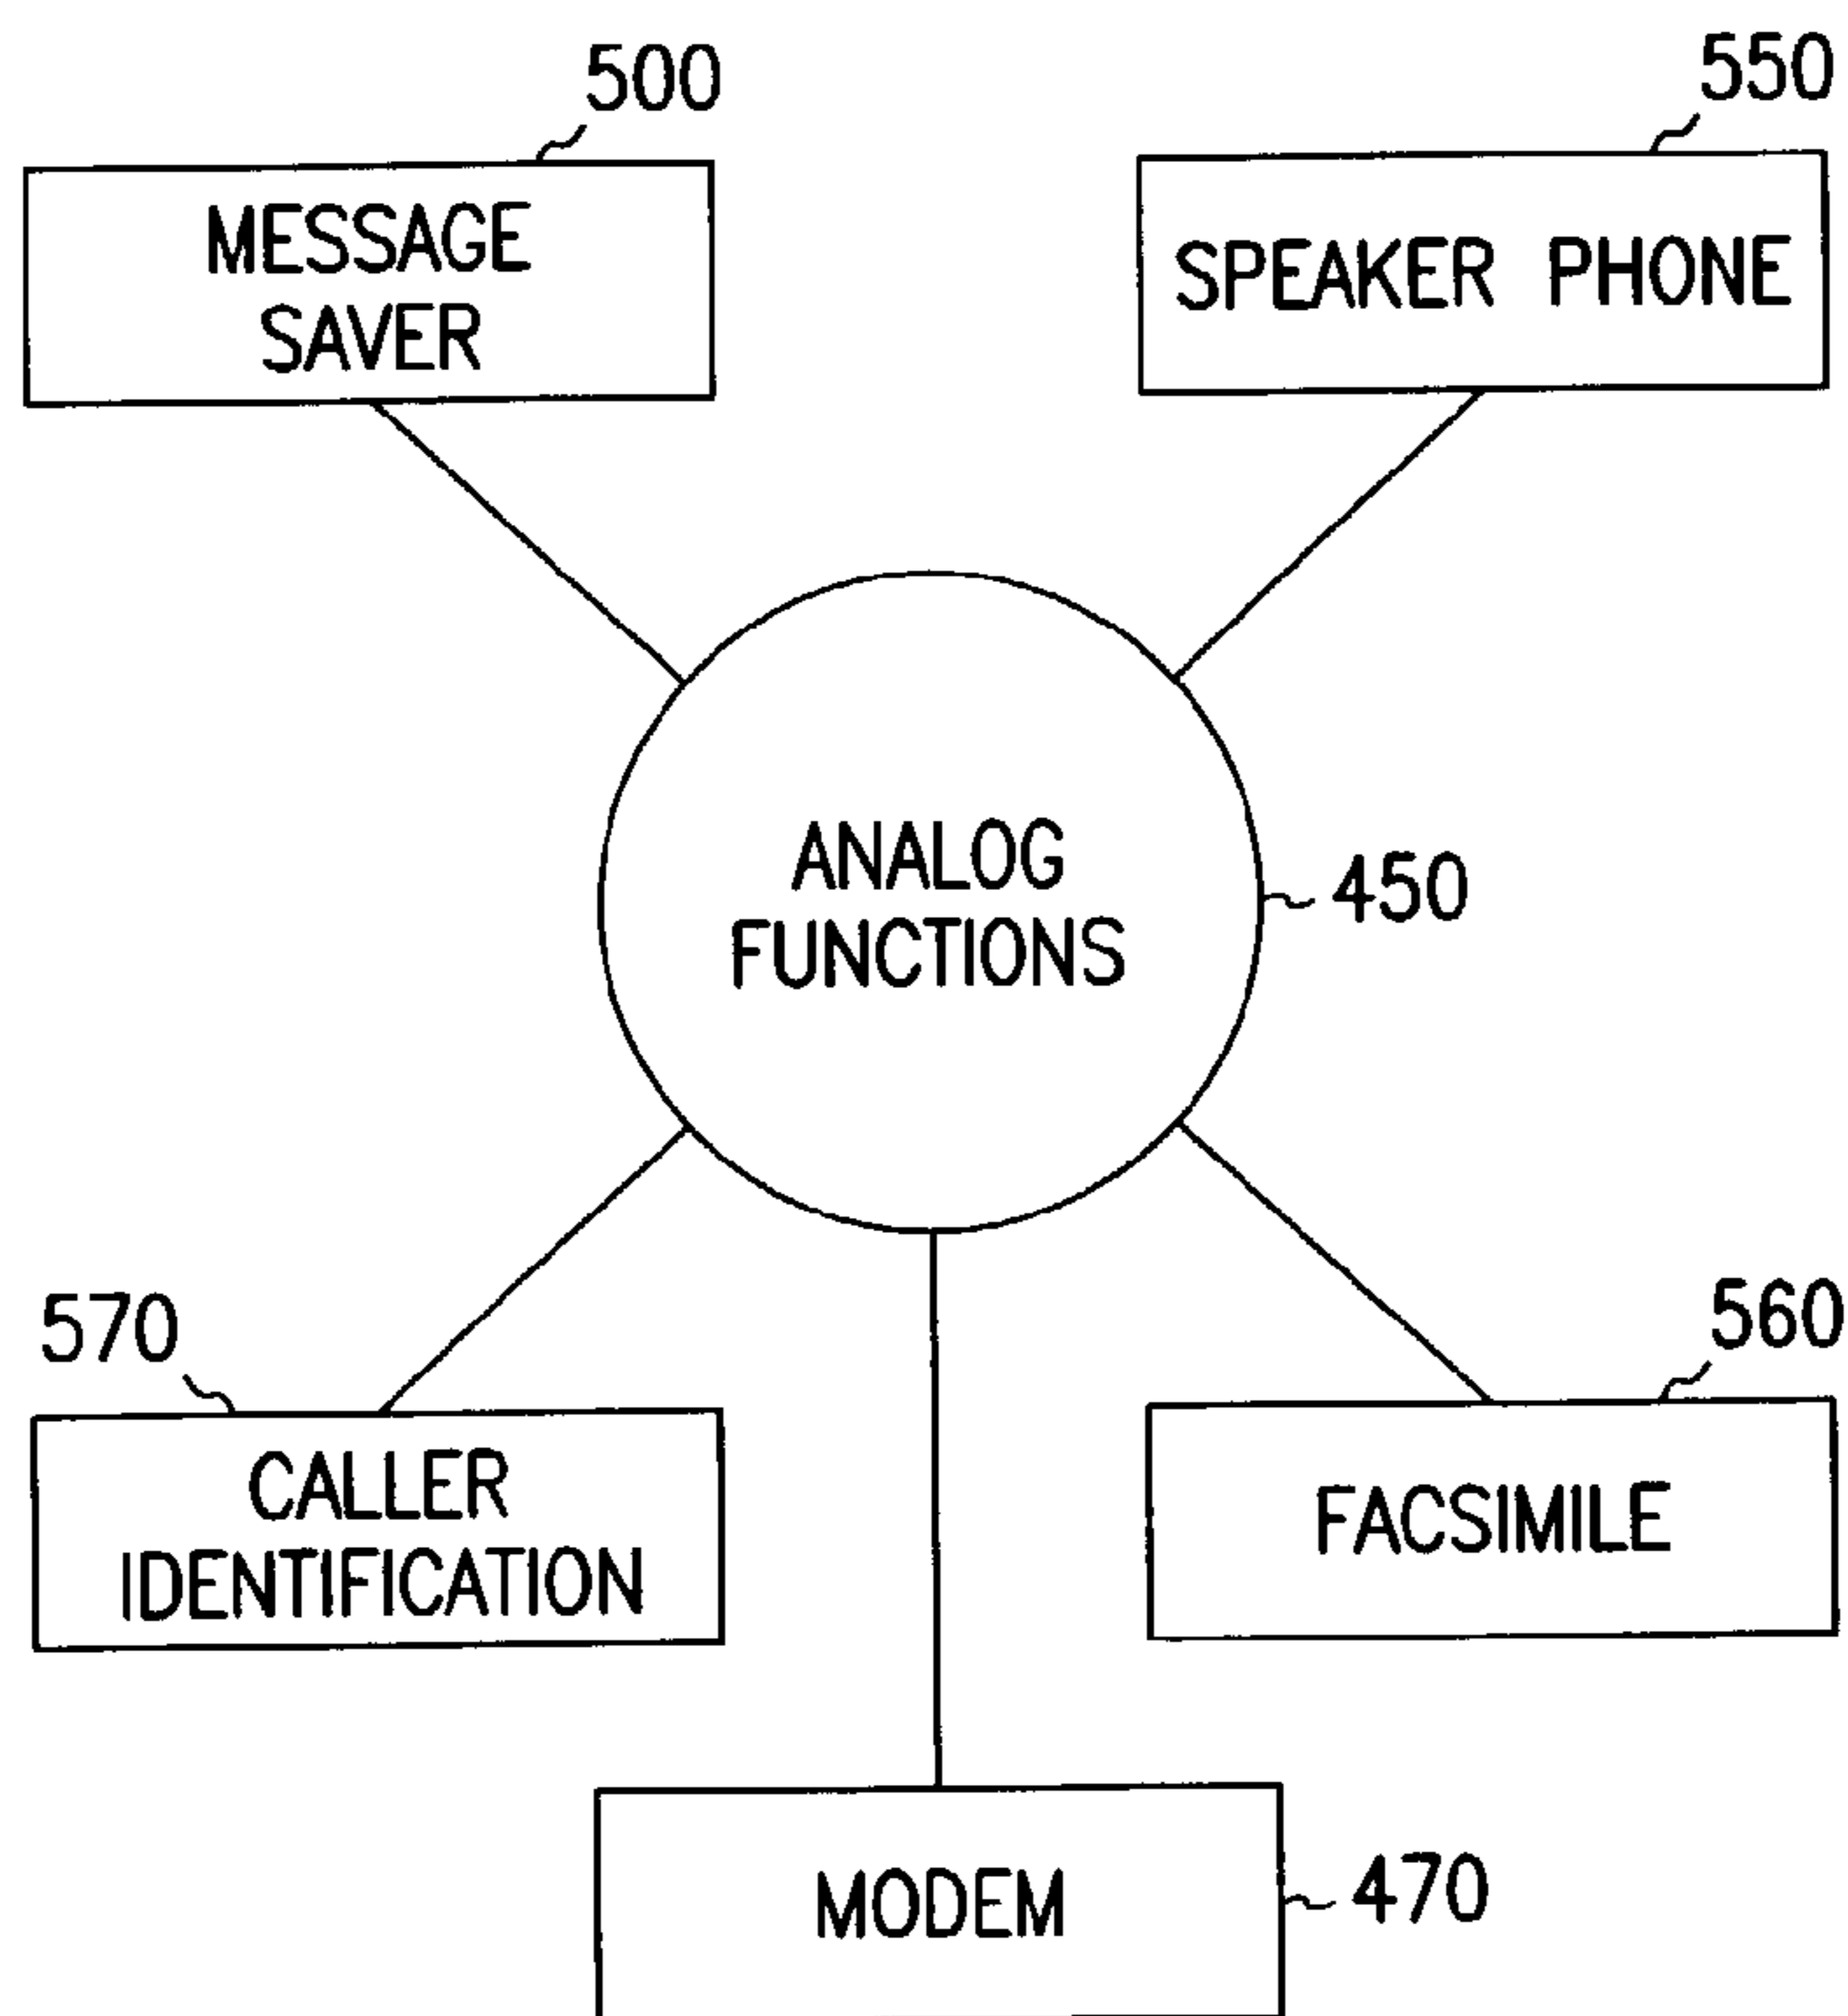 500
MESSAGE
SAVER
550
SPEAKER PHONE
ANALOG
FUNCTIONS
450
570
CALLER
IDENTIFICATION
560
FACSIMILE
MODEM
470